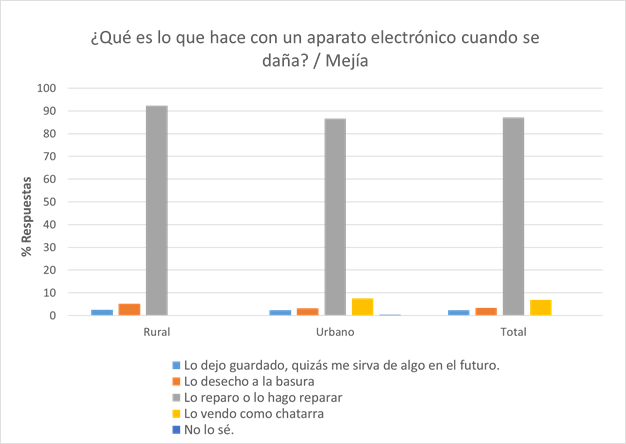 ¿Qué es lo que hace con un aparato electrónico cuando se
daña? / Mejía
% Respuestas
100
90
80
70
60
50
40
30
20
10
0
Rural Urbano Total
Lo dejo guardado, quizás me sirva de algo en el futuro.
Lo desecho a la basura
Lo reparo o lo hago reparar
Lo vendo como chatarra
No lo sé.